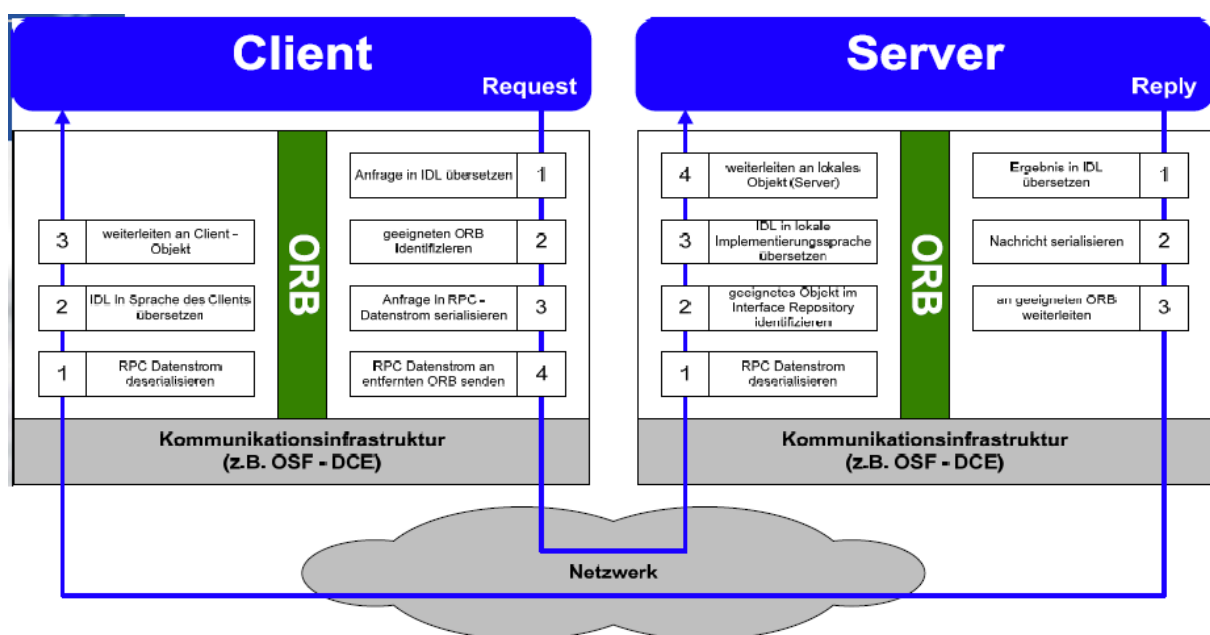 Client
Request
Server
Reply
3
weiterleiten an Client -
Objekt
2
IDL in Sprache des Clients
übersetzen
1
RPC Datenstrom
deserialisieren
ORB
Anfrage in IDL übersetzen
1
geeigneten ORB
Identifizieren
2
Anfrage in RPC -
Datenstrom serialisieren
3
RPC Datenstrom an
entfernten ORB senden
4
Kommunikationsinfrastruktur
(z.B. OSF - DCE)
4
weiterleiten an lokales
Objekt (Server)
3
IDL in lokale
Implementierungssprache
übersetzen
2
geeignetes Objekt im
Interface Repository
identifizieren
1
RPC Datenstrom
deserialisieren
ORB
Ergebnis in IDL
übersetzen
1
Nachricht serialisieren
2
an geeigneten ORB
weiterleiten
3
Kommunikationsinfrastruktur
(z.B. OSF - DCE)
Netzwerk